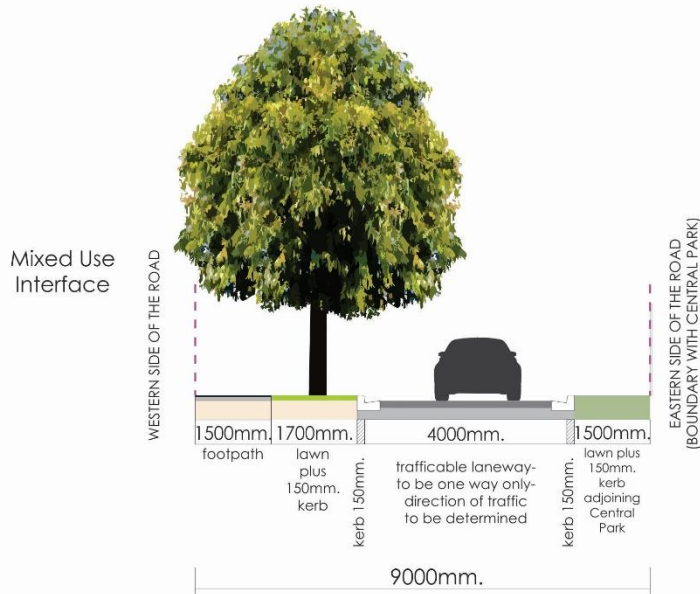 Mixed Use
Interface
WESTERN SIDE OF THE ROAD
EASTERN SIDE OF THE ROAD
(BOUNDARY WITH CENTRAL PARK)
1500mm.
footpath
1700mm.
lawn
plus
150mm.
kerb
kerb 150mm.
4000mm.
trafficable laneway-
to be one way only-
direction of traffic
to be determined
kerb 150mm.
1500mm.
lawn plus
150mm.
kerb
adjoining
Central
Park
9000mm.